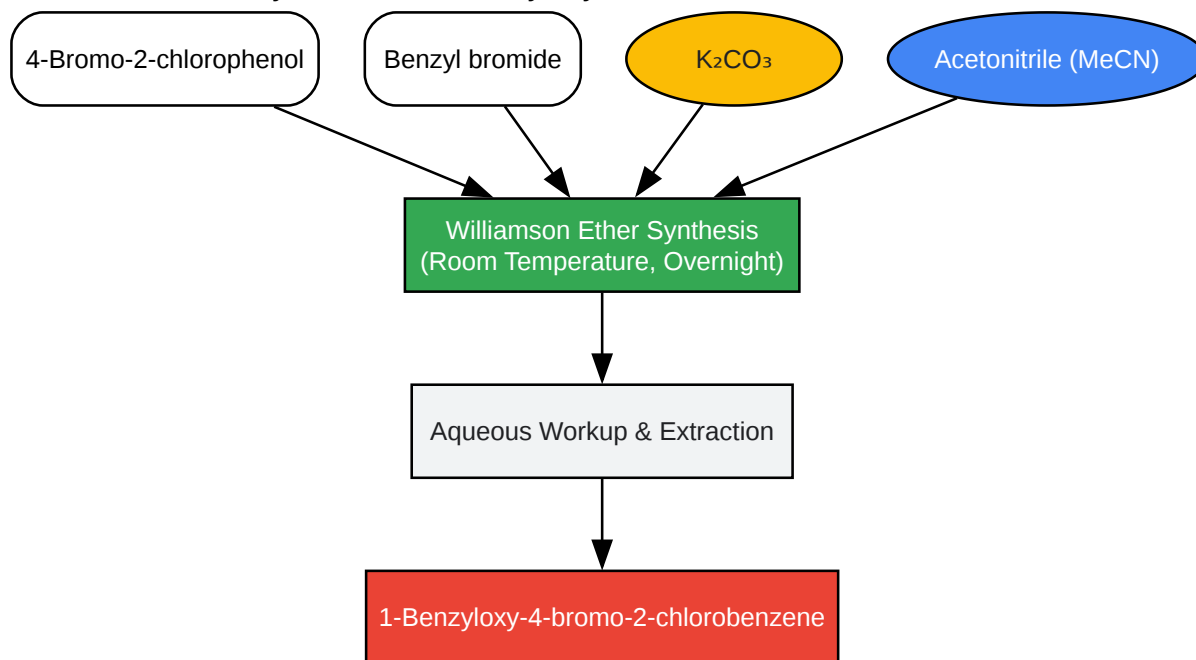 4-Bromo-2-chlorophenol
Benzyl bromide
K₂CO₃
Acetonitrile (MeCN)
Williamson Ether Synthesis
(Room Temperature, Overnight)
Aqueous Workup & Extraction
1-Benzyloxy-4-bromo-2-chlorobenzene